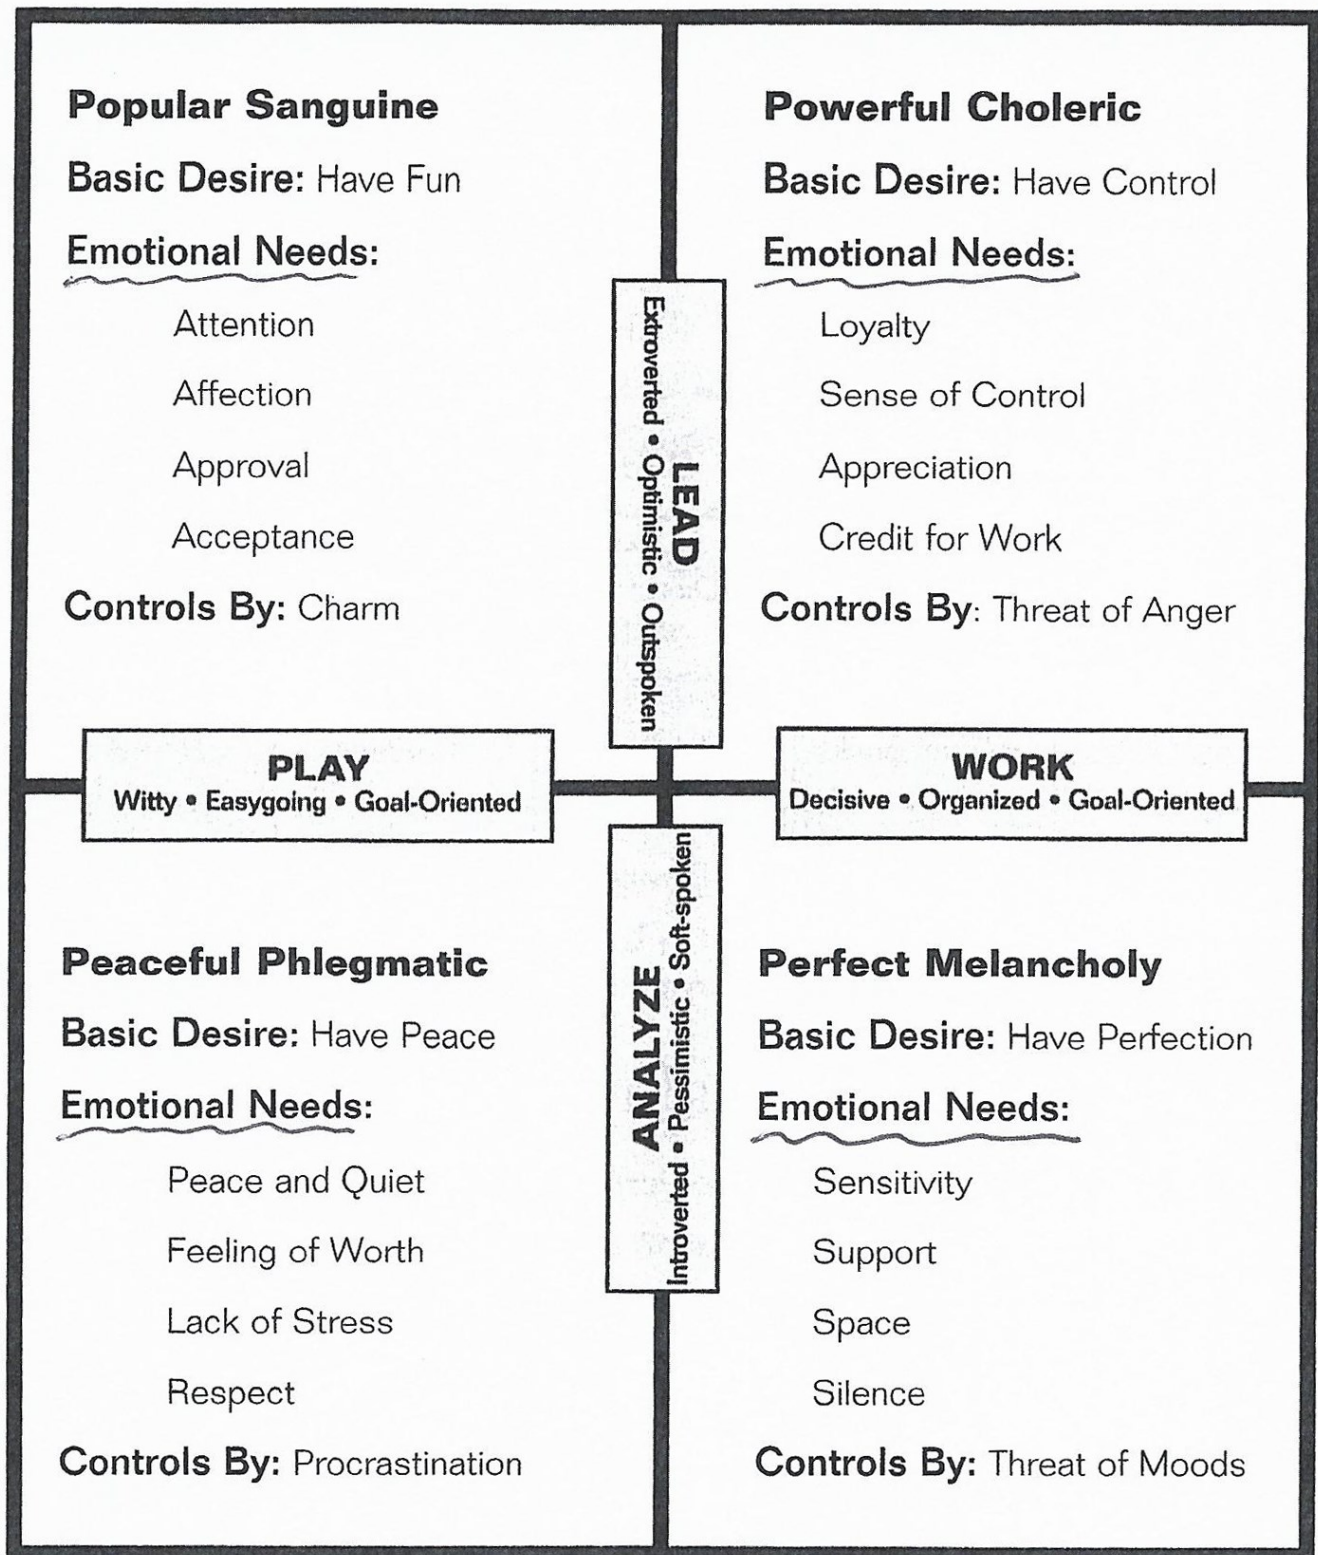 Popular Sanguine
Basic Desire: Have Fun
Emotional Needs:
Attention
Affection
Approval
Acceptance
Controls By: Charm
Powerful Choleric
Basic Desire: Have Control
Emotional Needs:
Loyalty
Sense of Control
Appreciation
Credit for Work
Controls By: Threat of Anger
LEAD
Extroverted • Optimistic • Outspoken
PLAY
Witty • Easygoing • Goal-Oriented
WORK
Decisive • Organized • Goal-Oriented
ANALYZE
Introverted • Pessimistic • Soft-spoken
Peaceful Phlegmatic
Basic Desire: Have Peace
Emotional Needs:
Peace and Quiet
Feeling of Worth
Lack of Stress
Respect
Controls By: Procrastination
Perfect Melancholy
Basic Desire: Have Perfection
Emotional Needs:
Sensitivity
Support
Space
Silence
Controls By: Threat of Moods